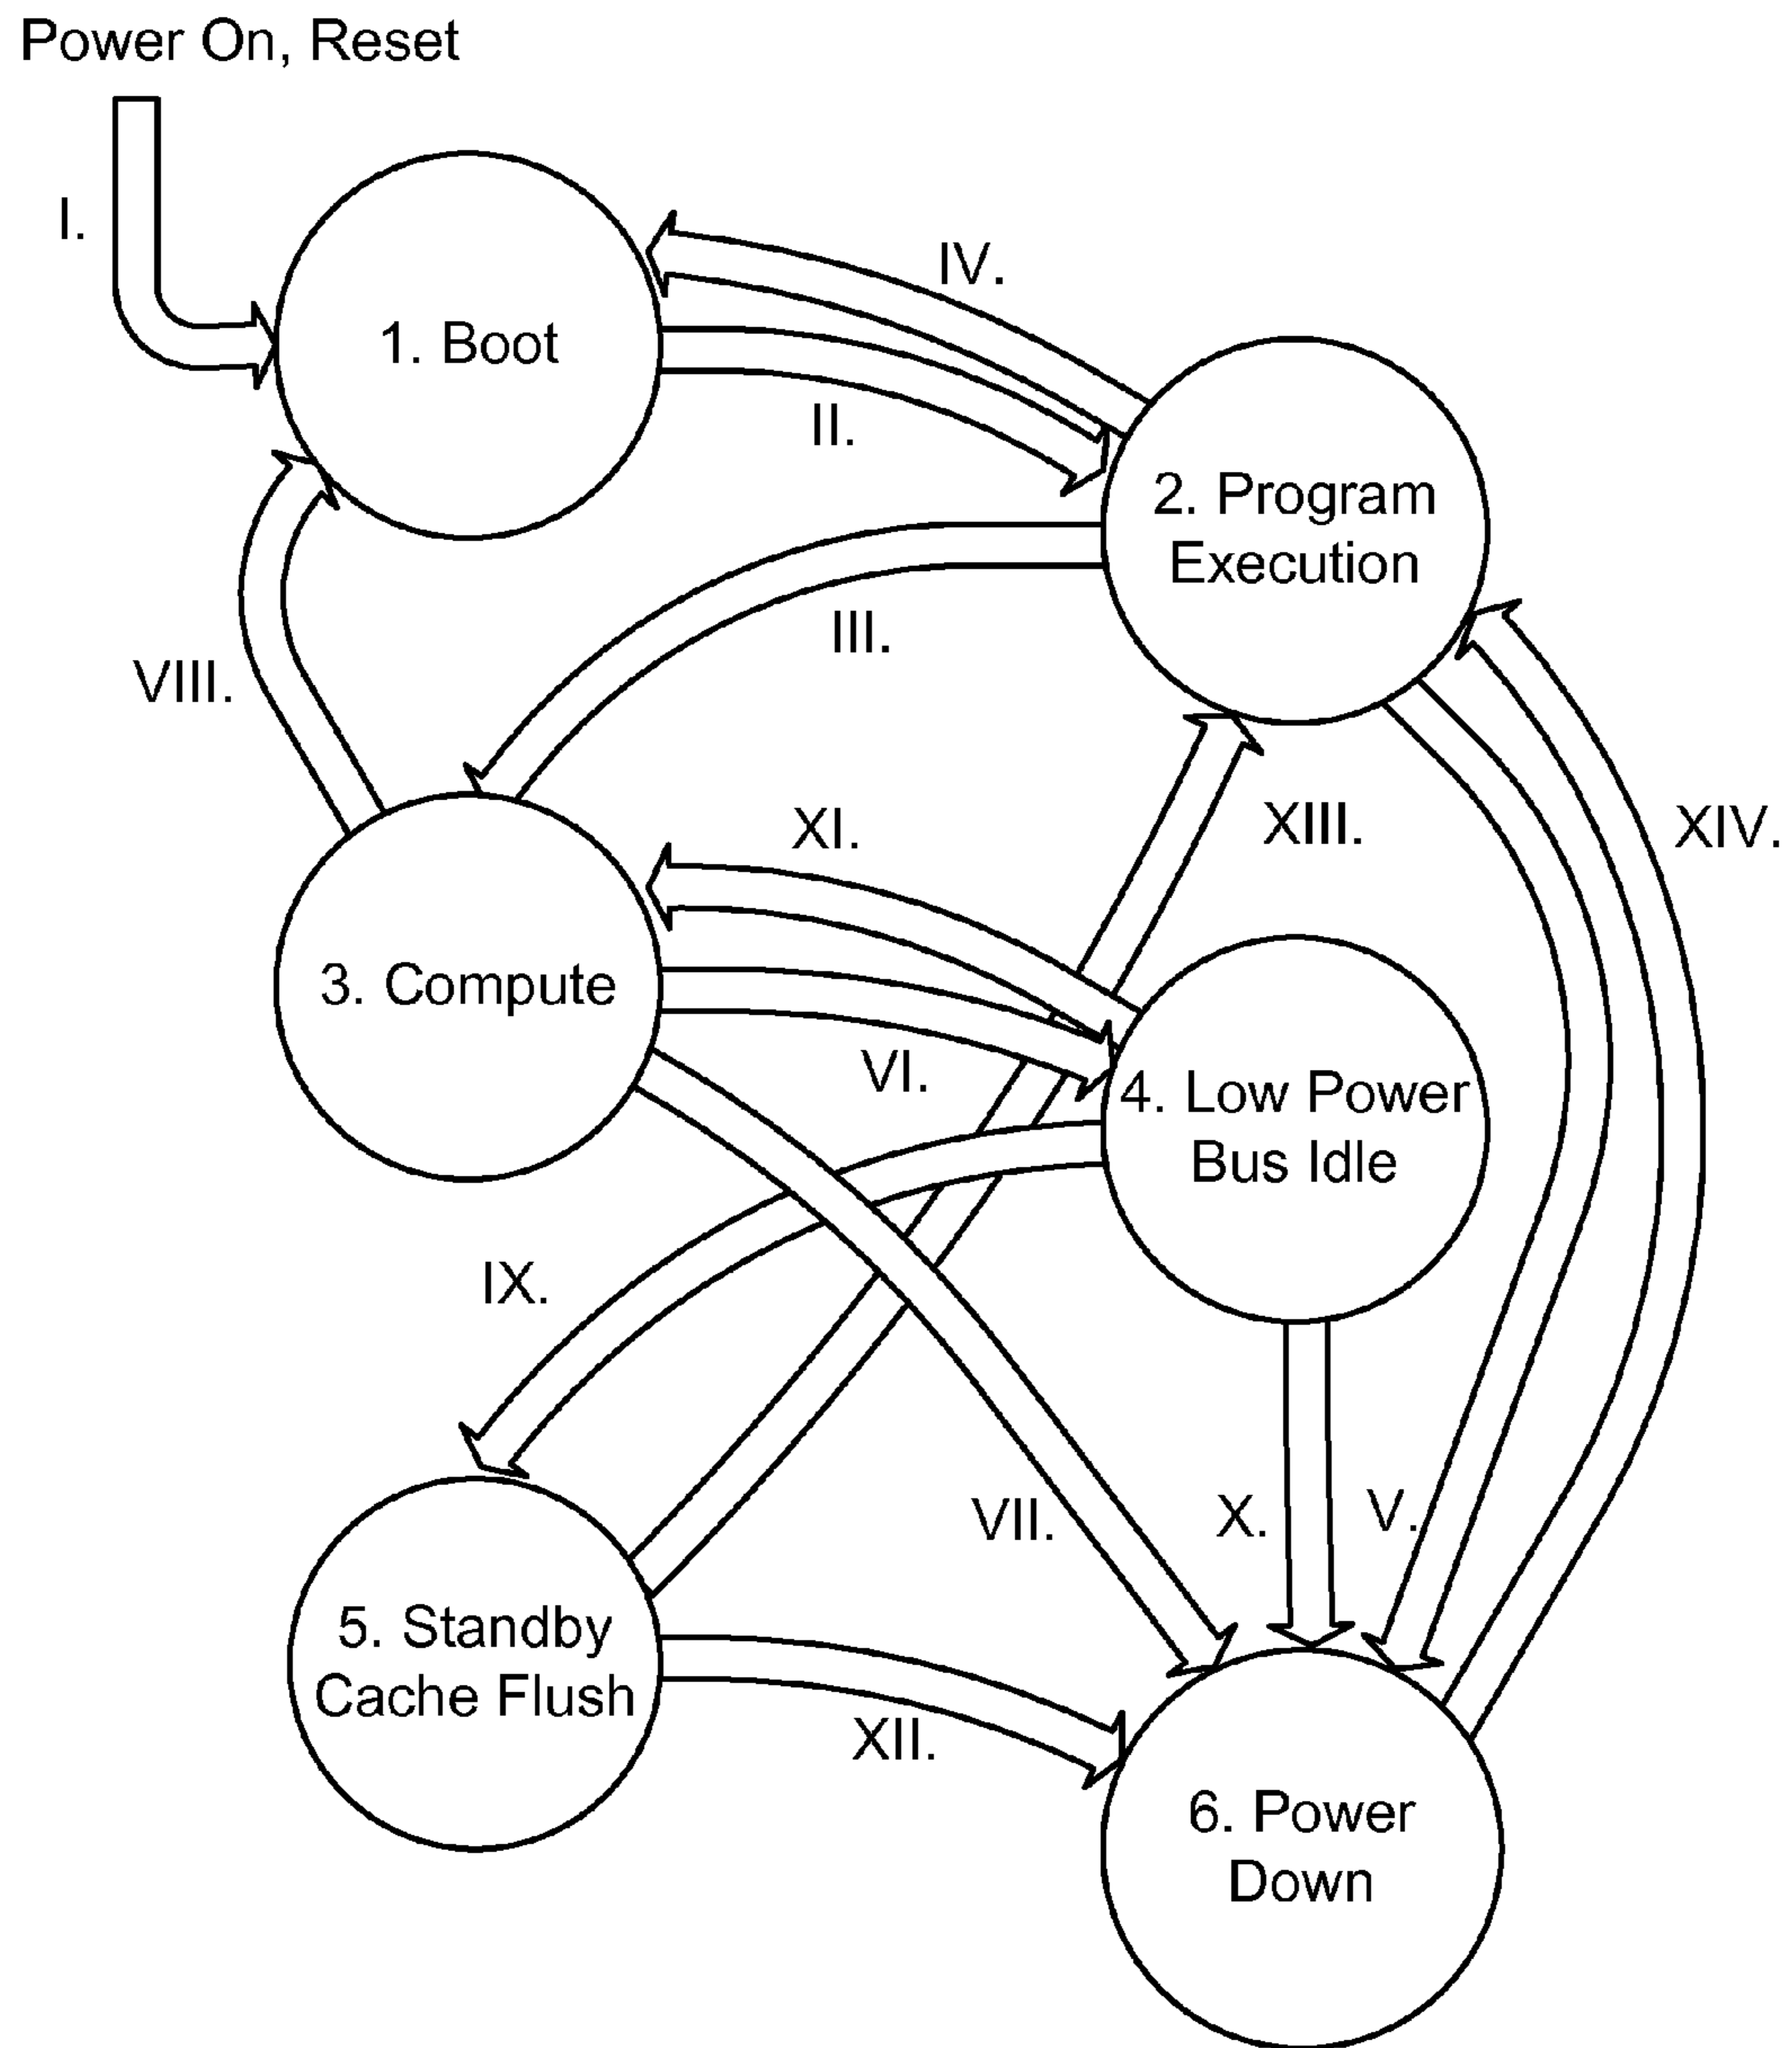 Power On, Reset
I.
IV.
1. Boot
II.
2. Program
Execution
III.
VIII.
XI.
XIII.
XIV.
3. Compute
VI.
4. Low Power
Bus Idle
IX.
VII.
X.
V.
5. Standby
Cache Flush
XII.
6. Power
Down